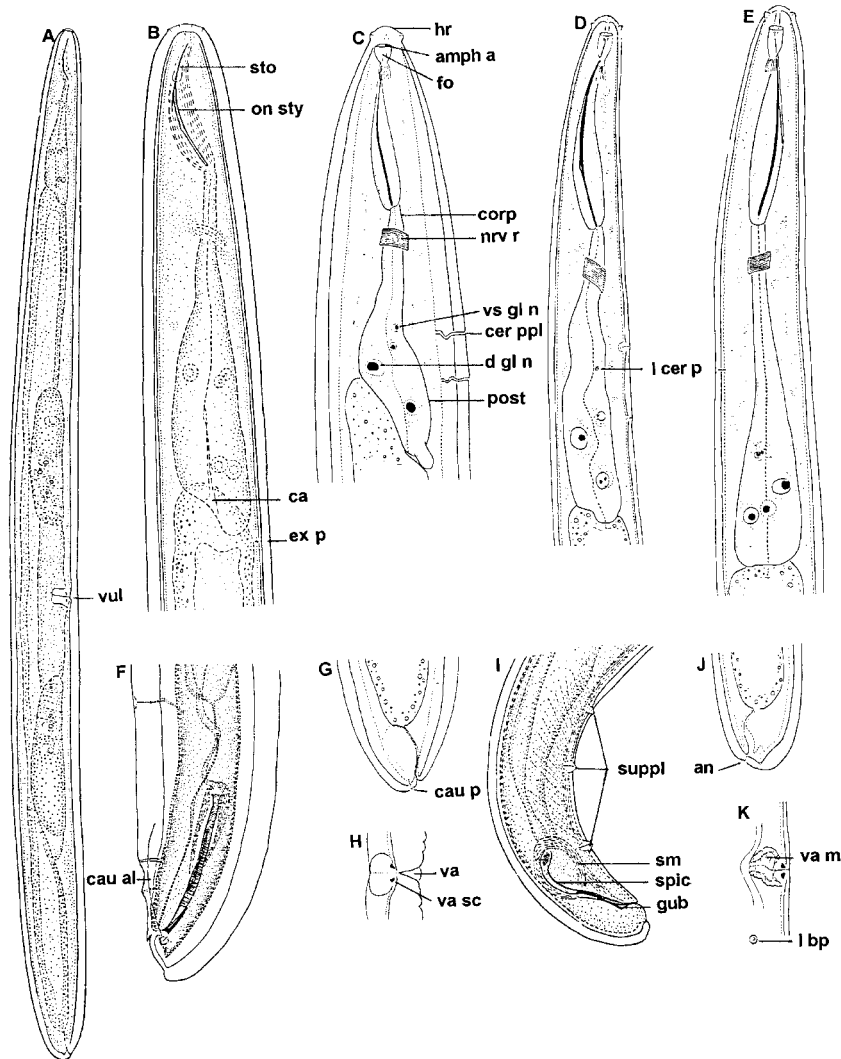 A
B
C
D
E
hr
amph a
fo
sto
on sty
corp
nrv r
vs gl n
cer ppl
d gl n
post
l cer p
ca
ex p
vul
F
G
I
J
cau p
suppl
an
H
K
va
va sc
va m
l bp
cau al
sm
spic
gub